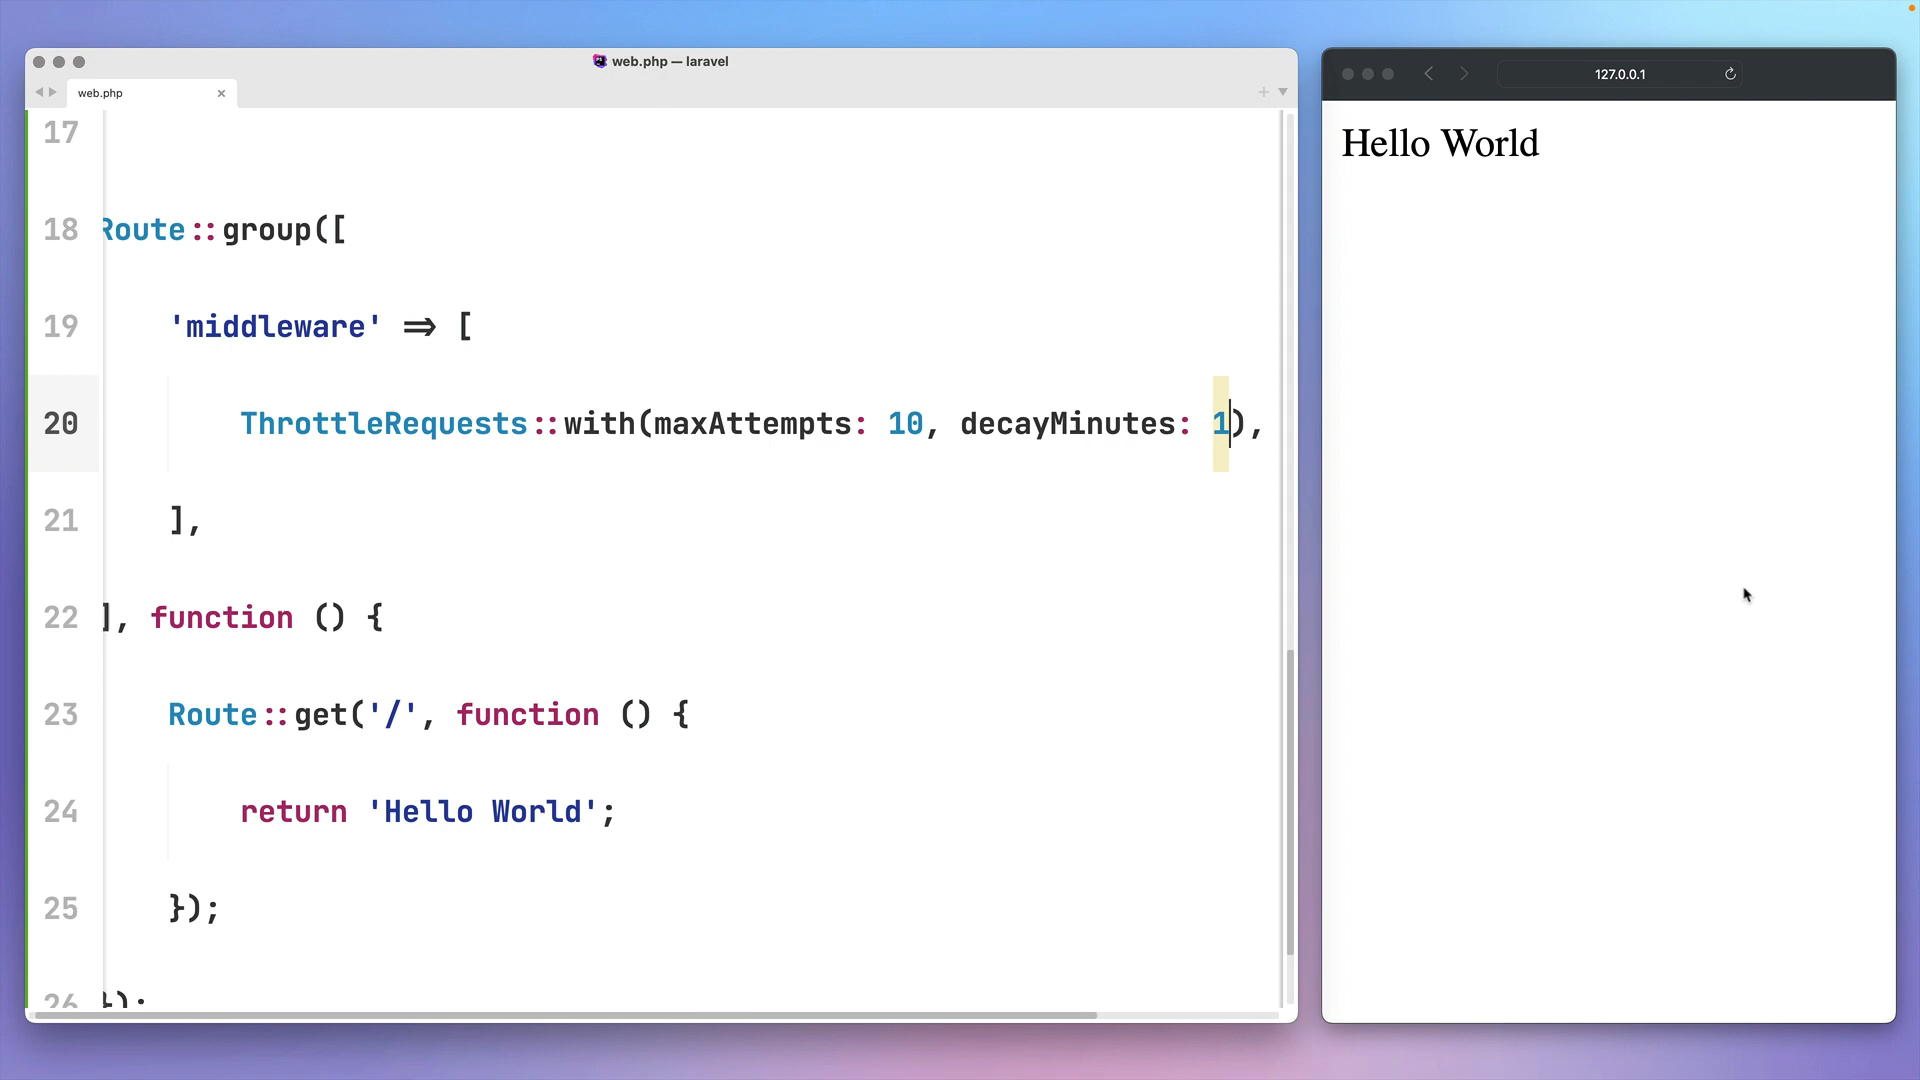 web.php — laravel
web.php
17
18 Route::group([
19 'middleware' => [
20 ThrottleRequests::with(maxAttempts: 10, decayMinutes: 1),
21 ],
22 ], function () {
23 Route::get('/', function () {
24 return 'Hello World';
25 });
26 });
127.0.0.1
Hello World